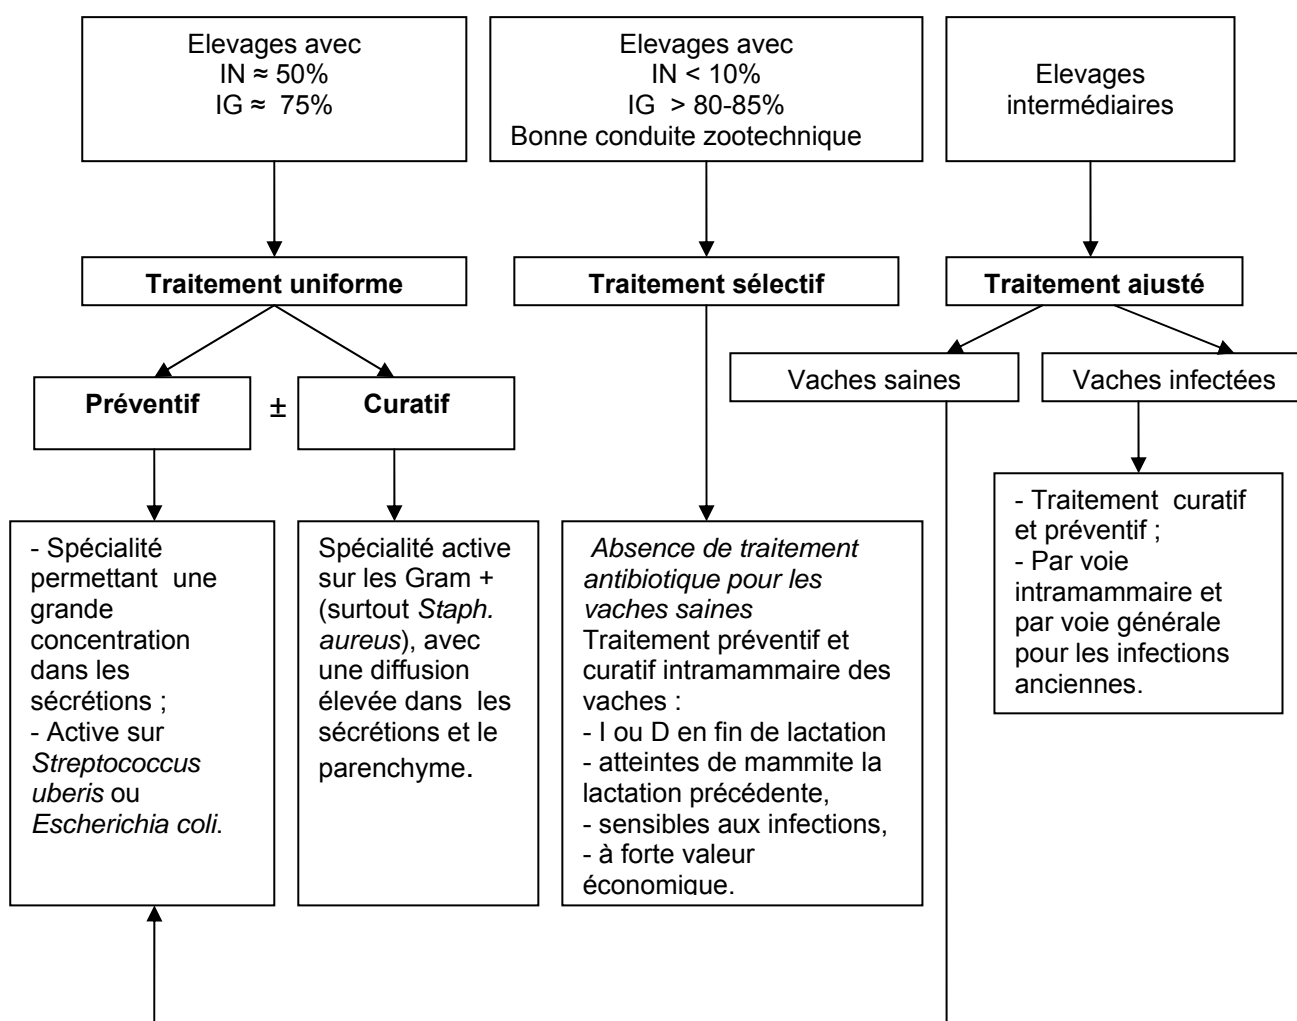 Elevages avec
IN ≈ 50%
IG ≈ 75%
Elevages avec
IN < 10%
IG > 80-85%
Bonne conduite zootechnique
Elevages
intermédiaires
Traitement uniforme
Traitement sélectif
Traitement ajusté
Vaches saines
Vaches infectées
Préventif
±
Curatif
- Spécialité
permettant une
grande
concentration
dans les
sécrétions ;
- Active sur
Streptococcus
uberis ou
Escherichia coli.
Spécialité active
sur les Gram +
(surtout Staph.
aureus), avec
une diffusion
élevée dans les
sécrétions et le
parenchyme.
Absence de traitement
antibiotique pour les
vaches saines
Traitement préventif et
curatif intramammaire des
vaches :
- I ou D en fin de lactation
- atteintes de mammite la
lactation précédente,
- sensibles aux infections,
- à forte valeur
économique.
- Traitement curatif
et préventif ;
- Par voie
intramammaire et
par voie générale
pour les infections
anciennes.